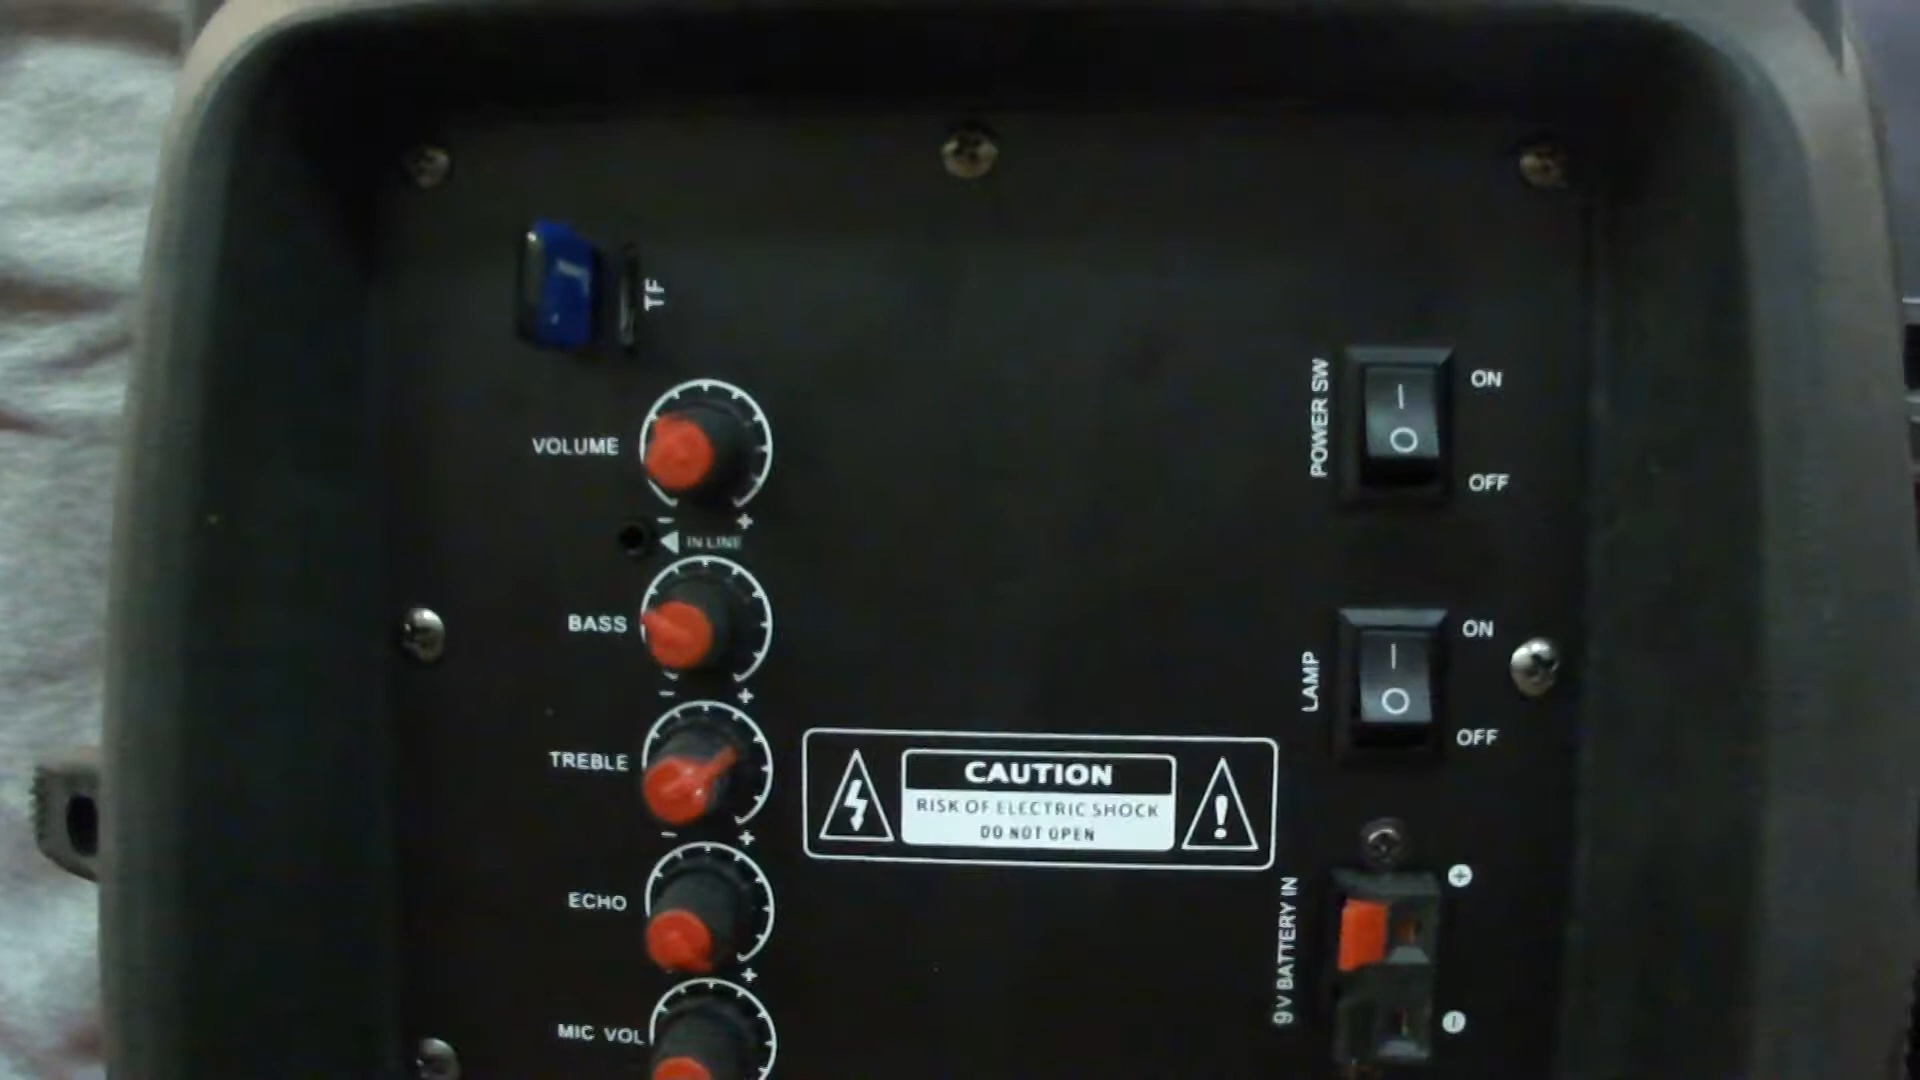 TF
VOLUME
- +
IN LINE
BASS
- +
TREBLE
- +
ECHO
+
MIC VOL
CAUTION
RISK OF ELECTRIC SHOCK
DO NOT OPEN
POWER SW
ON
OFF
LAMP
ON
OFF
9V BATTERY IN
+
-